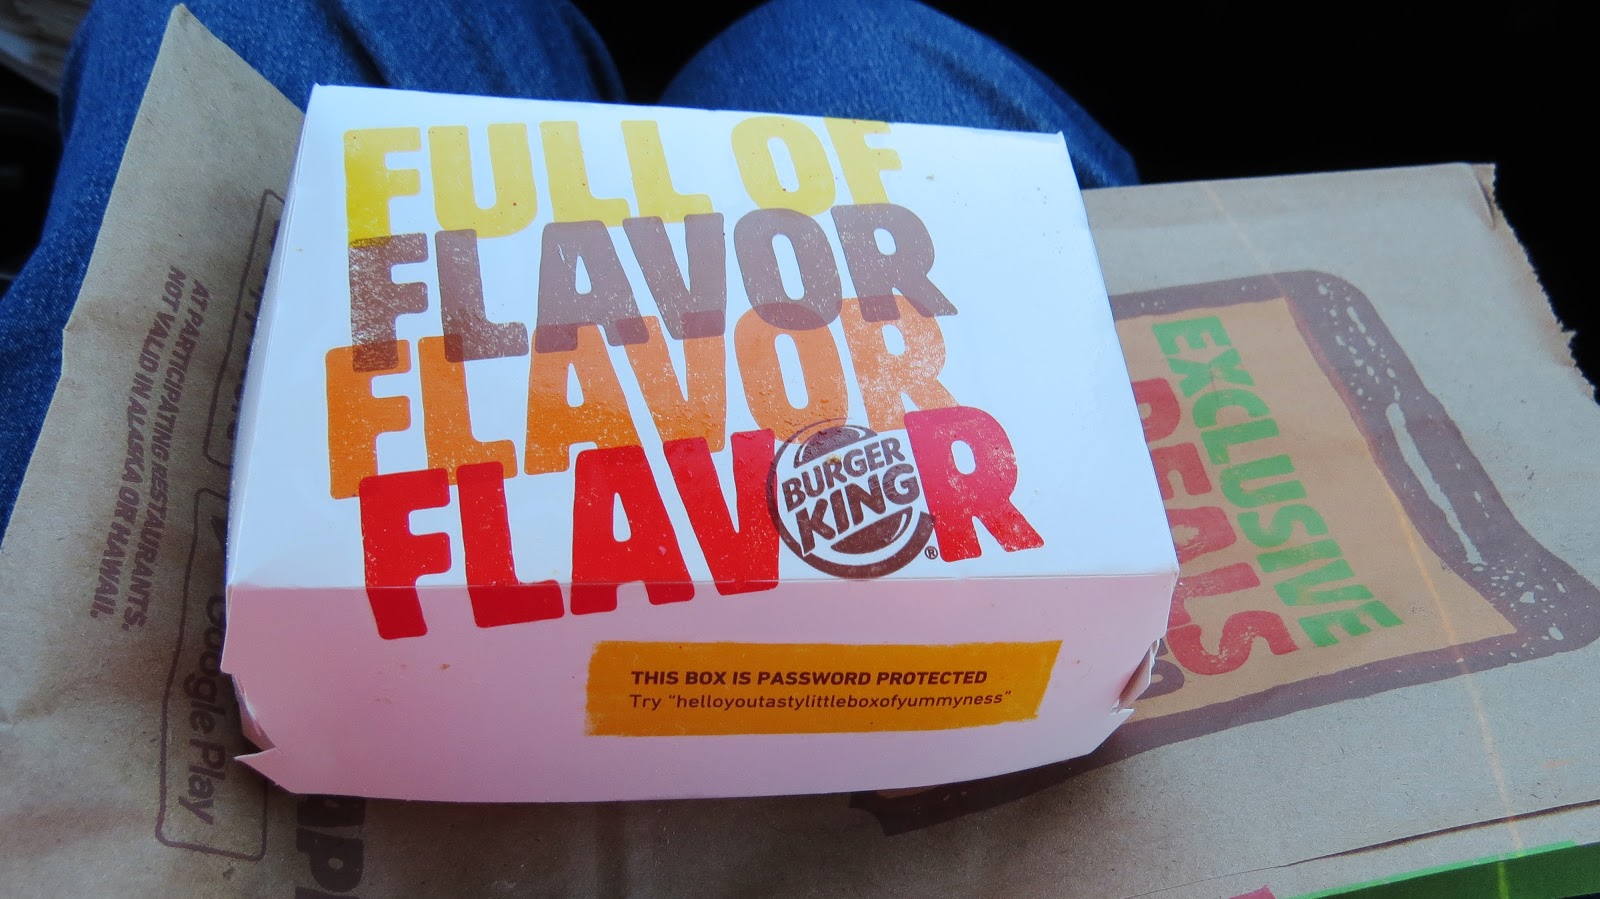 FULL OF
FLAVOR
FLAVOR
FLAVOR
BURGER
KING®
THIS BOX IS PASSWORD PROTECTED
Try "helloyoutastylittleboxofyummyness"
AT PARTICIPATING RESTAURANTS.
NOT VALID IN ALASKA OR HAWAII.
Google Play
EXCLUSIVE
DEALS